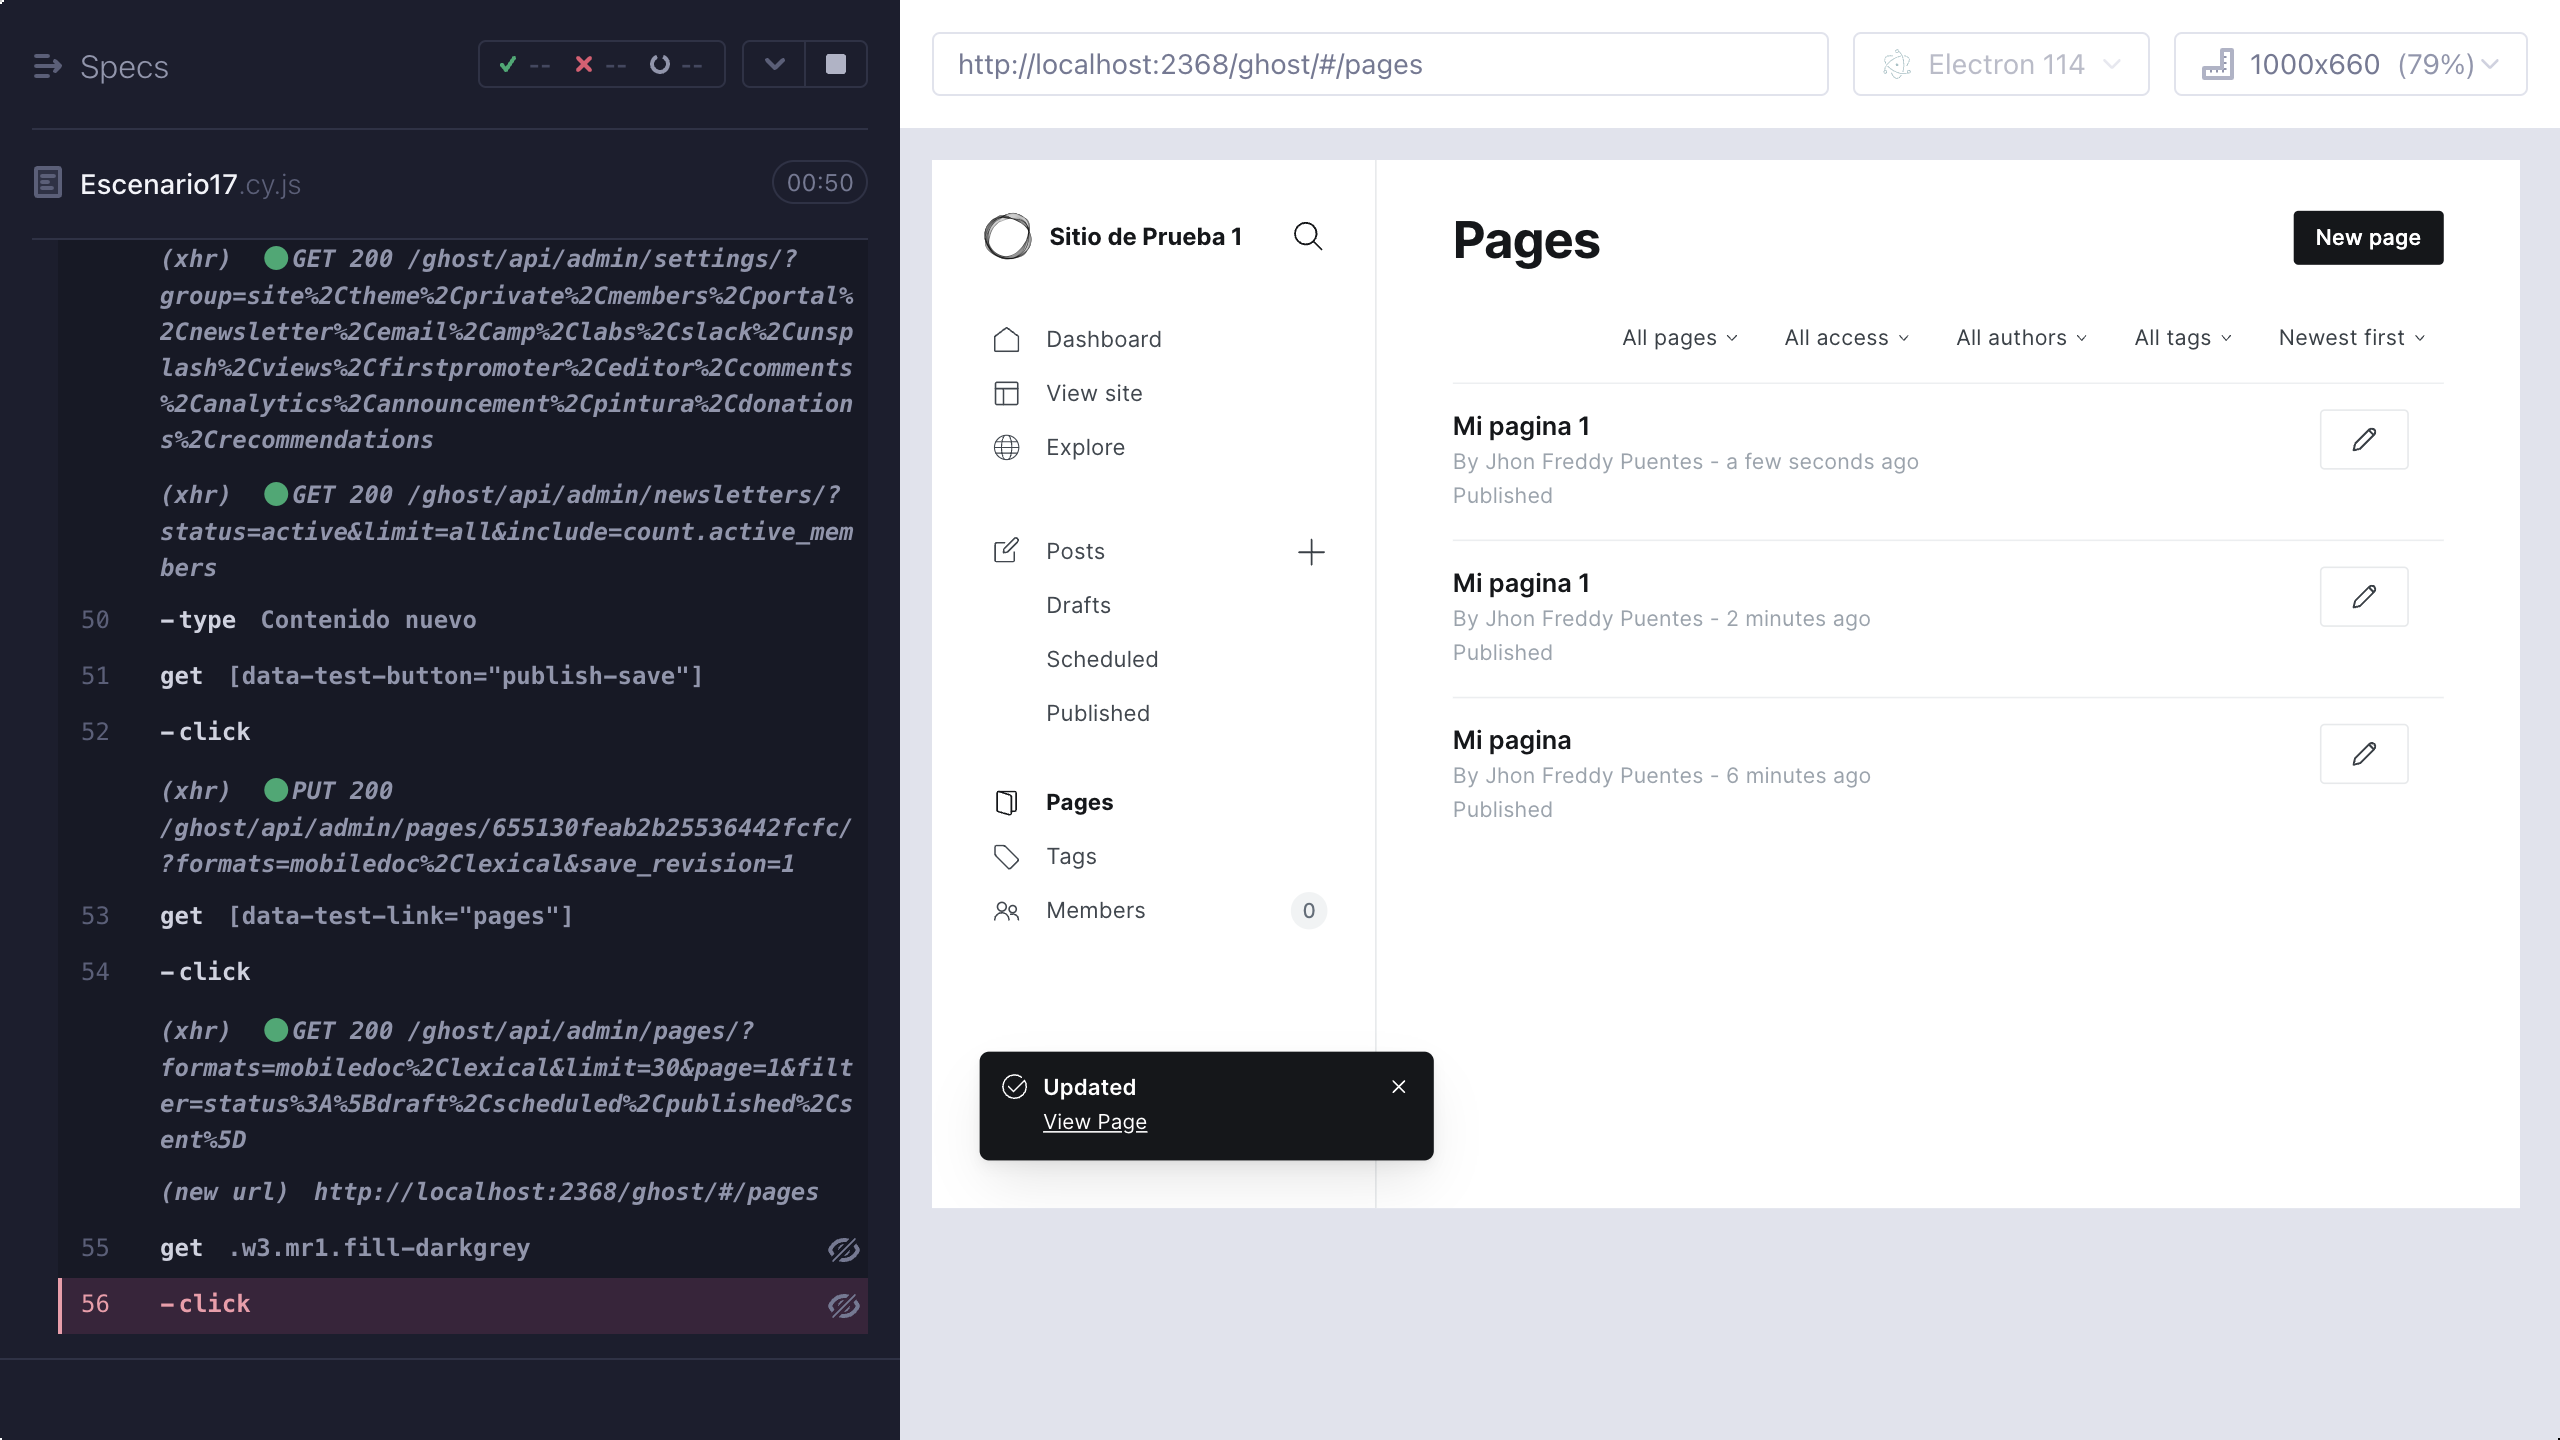 Specs
-- -- --
Escenario17.cy.js
00:50
(xhr) GET 200 /ghost/api/admin/settings/?
group=site%2Ctheme%2Cprivate%2Cmembers%2Cportal%
2Cnewsletter%2Cemail%2Camp%2Clabs%2Cslack%2Cunsp
lash%2Cviews%2Cfirstpromoter%2Ceditor%2Ccomments
%2Canalytics%2Cannouncement%2Cpintura%2Cdonation
s%2Crecommendations
(xhr) GET 200 /ghost/api/admin/newsletters/?
status=active&limit=all&include=count.active_mem
bers
50 -type Contenido nuevo
51 get [data-test-button="publish-save"]
52 -click
(xhr) PUT 200
/ghost/api/admin/pages/655130feab2b25536442fcfc/
?formats=mobiledoc%2Clexical&save_revision=1
53 get [data-test-link="pages"]
54 -click
(xhr) GET 200 /ghost/api/admin/pages/?
formats=mobiledoc%2Clexical&limit=30&page=1&filt
er=status%3A%5Bdraft%2Cscheduled%2Cpublished%2Cs
ent%5D
(new url) http://localhost:2368/ghost/#/pages
55 get .w3.mr1.fill-darkgrey
56 -click
http://localhost:2368/ghost/#/pages
Electron 114
1000x660 (79%)
Sitio de Prueba 1
Dashboard
View site
Explore
Posts
Drafts
Scheduled
Published
Pages
Tags
Members 0
Updated
View Page
Pages
New page
All pages All access All authors All tags Newest first
Mi pagina 1
By Jhon Freddy Puentes - a few seconds ago
Published
Mi pagina 1
By Jhon Freddy Puentes - 2 minutes ago
Published
Mi pagina
By Jhon Freddy Puentes - 6 minutes ago
Published